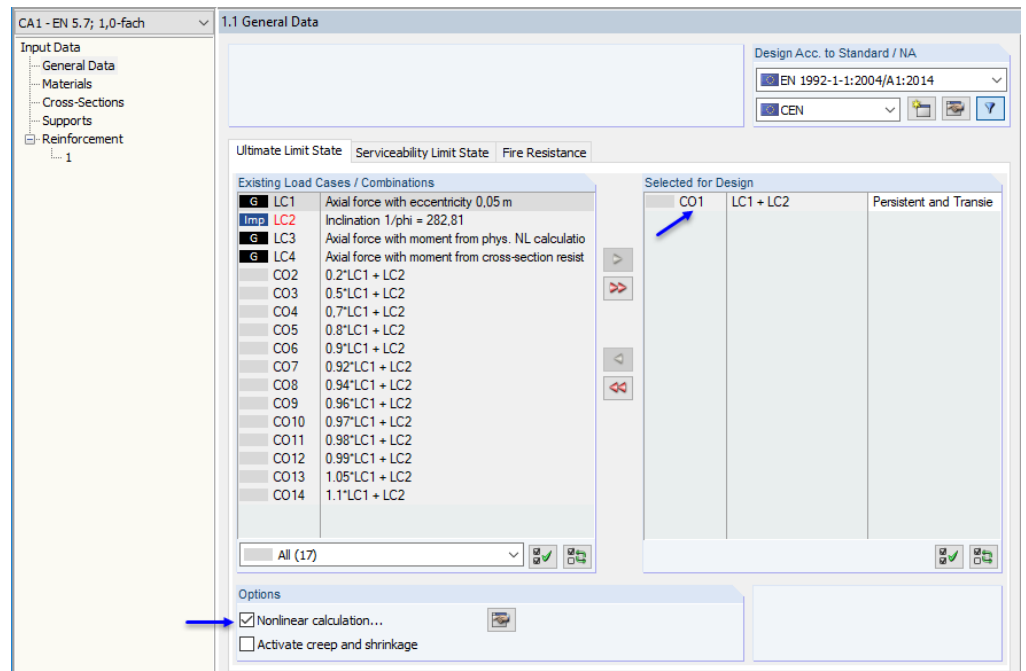 CA1 - EN 5.7; 1,0-fach
1.1 General Data
Input Data
General Data
Materials
Cross-Sections
Supports
Reinforcement
1
Design Acc. to Standard / NA
EN 1992-1-1:2004/A1:2014
CEN
Ultimate Limit State Serviceability Limit State Fire Resistance
Existing Load Cases / Combinations
Selected for Design
G LC1 Axial force with eccentricity 0,05 m
CO1 LC1 + LC2 Persistent and Transie
Imp LC2 Inclination 1/phi = 282,81
G LC3 Axial force with moment from phys. NL calculatio
G LC4 Axial force with moment from cross-section resist
CO2 0.2*LC1 + LC2
CO3 0.5*LC1 + LC2
CO4 0,7*LC1 + LC2
CO5 0.8*LC1 + LC2
CO6 0.9*LC1 + LC2
CO7 0.92*LC1 + LC2
CO8 0.94*LC1 + LC2
CO9 0.96*LC1 + LC2
CO10 0.97*LC1 + LC2
CO11 0.98*LC1 + LC2
CO12 0.99*LC1 + LC2
CO13 1.05*LC1 + LC2
CO14 1.1*LC1 + LC2
All (17)
Options
Nonlinear calculation...
Activate creep and shrinkage